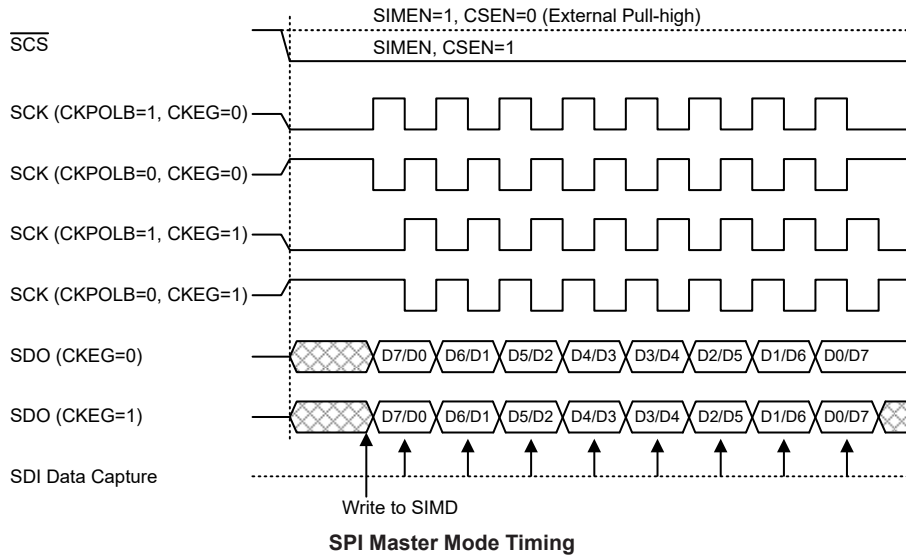 SIMEN=1, CSEN=0 (External Pull-high)
SCS
SIMEN, CSEN=1
SCK (CKPOLB=1, CKEG=0)
SCK (CKPOLB=0, CKEG=0)
SCK (CKPOLB=1, CKEG=1)
SCK (CKPOLB=0, CKEG=1)
SDO (CKEG=0) D7/D0 D6/D1 D5/D2 D4/D3 D3/D4 D2/D5 D1/D6 D0/D7
SDO (CKEG=1) D7/D0 D6/D1 D5/D2 D4/D3 D3/D4 D2/D5 D1/D6 D0/D7
SDI Data Capture
Write to SIMD
SPI Master Mode Timing